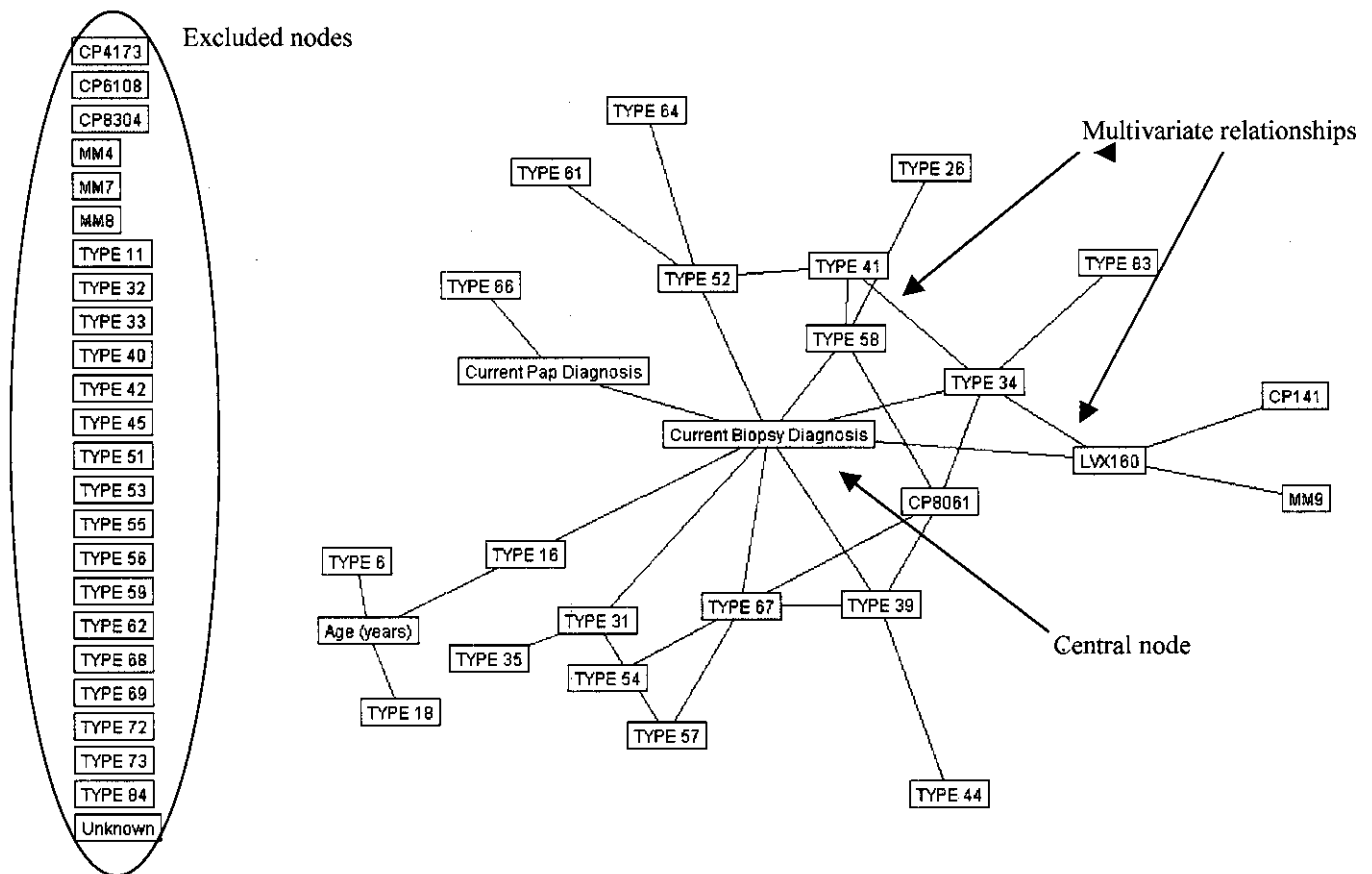 Excluded nodes
CP4173
CP6108
CP8304
MM4
MM7
MM8
TYPE 11
TYPE 32
TYPE 33
TYPE 40
TYPE 42
TYPE 45
TYPE 51
TYPE 53
TYPE 55
TYPE 56
TYPE 59
TYPE 62
TYPE 68
TYPE 69
TYPE 72
TYPE 73
TYPE 84
Unknown
TYPE 64
Multivariate relationships
TYPE 61
TYPE 26
TYPE 52
TYPE 41
TYPE 83
TYPE 66
TYPE 58
Current Pap Diagnosis
TYPE 34
CP141
Current Biopsy Diagnosis
LVX160
CP8061
MM9
TYPE 6
TYPE 16
Age (years)
TYPE 31
TYPE 67
TYPE 39
Central node
TYPE 35
TYPE 54
TYPE 18
TYPE 57
TYPE 44